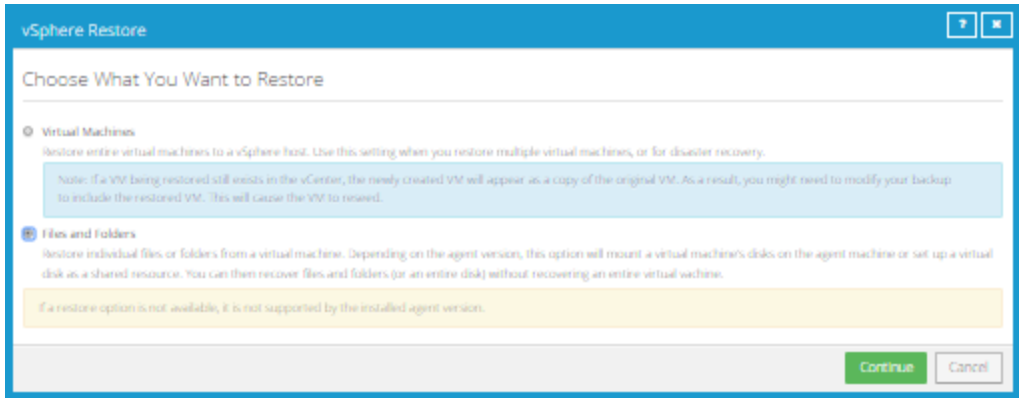 vSphere Restore
?
Choose What You Want to Restore
Virtual Machines
Restore entire virtual machines to a vSphere host. Use this setting when you restore multiple virtual machines, or for disaster recovery.
Note: If a VM being restored still exists in the vCenter, the newly created VM will appear as a copy of the original VM. As a result, you might need to modify your backup
to include the restored VM. This will cause the VM to reseed.
Files and Folders
Restore individual files or folders from a virtual machine. Depending on the agent version, this option will mount a virtual machine's disks on the agent machine or set up a virtual
disk as a shared resource. You can then recover files and folders (or an entire disk) without recovering an entire virtual vachine.
If a restore option is not available, it is not supported by the installed agent version.
Continue
Cancel